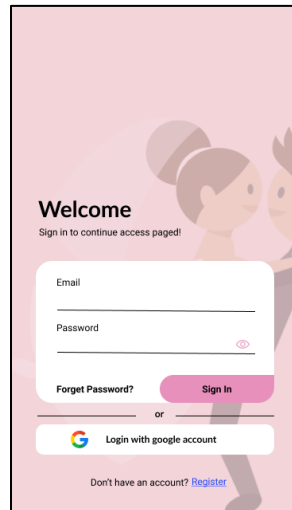 Welcome
Sign in to continue access paged!
Email
Password
Forget Password?
Sign In
or
Login with google account
Don't have an account? Register